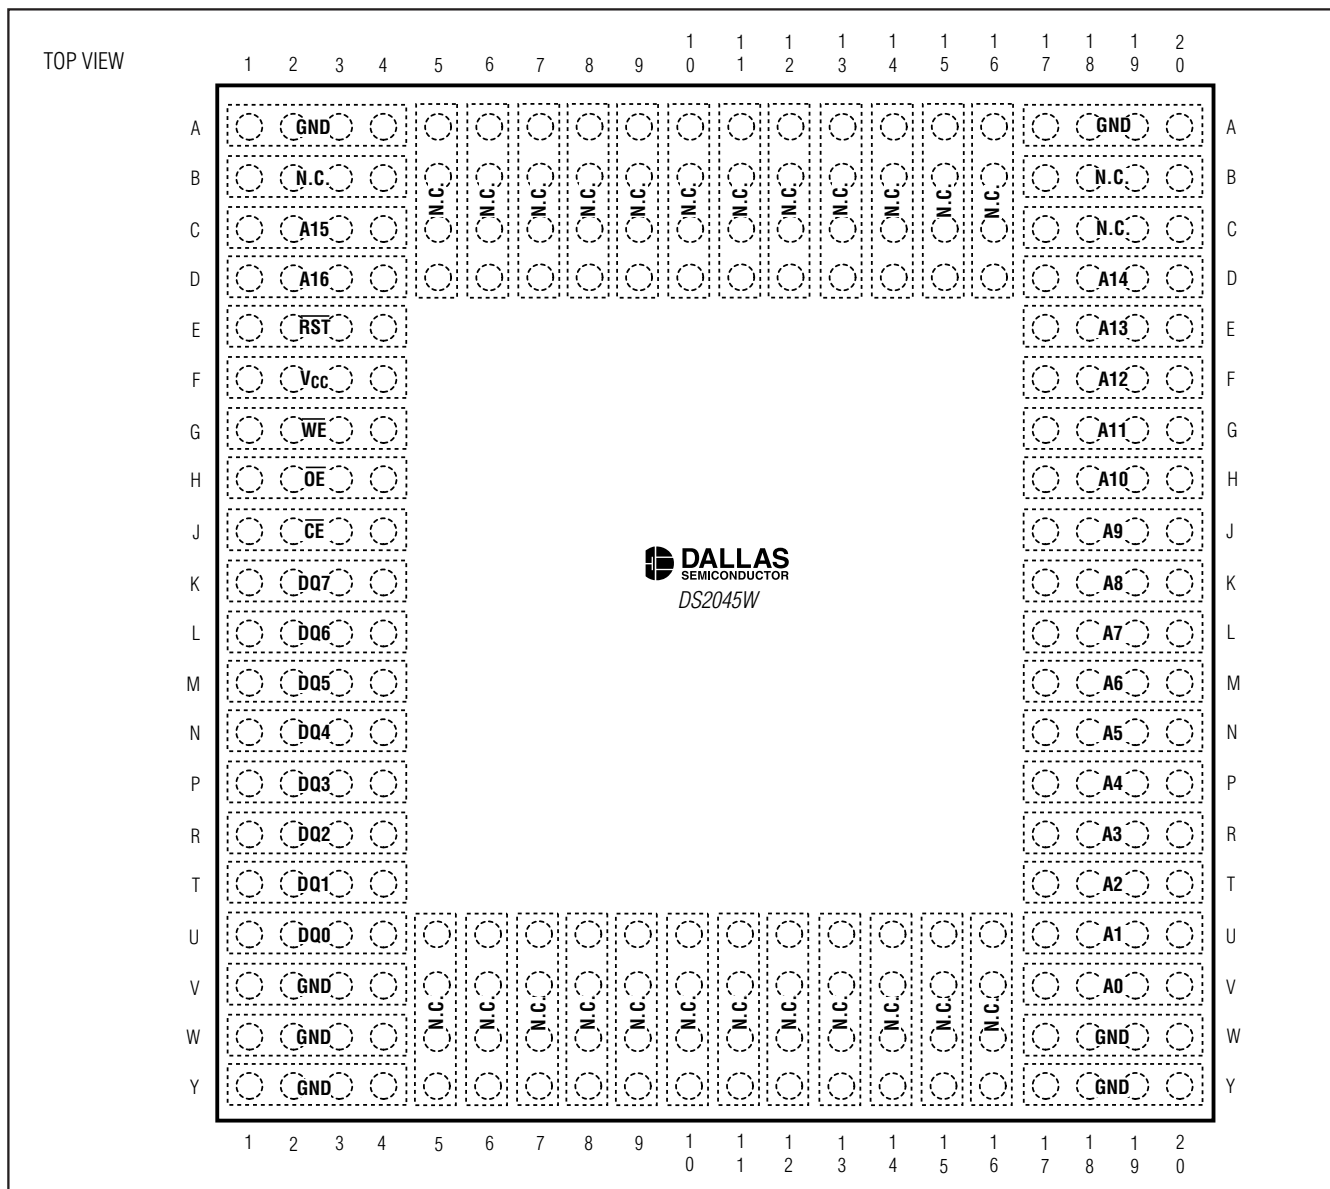 TOP VIEW
1 2 3 4 5 6 7 8 9 10 11 12 13 14 15 16 17 18 19 20
A GND GND A
B N.C. N.C. B
N.C. N.C. N.C. N.C. N.C. N.C. N.C. N.C. N.C. N.C. N.C. N.C.
C A15 N.C. C
D A16 A14 D
E RST A13 E
F VCC A12 F
G WE A11 G
H OE A10 H
J CE A9 J
DALLAS
SEMICONDUCTOR
DS2045W
K DQ7 A8 K
L DQ6 A7 L
M DQ5 A6 M
N DQ4 A5 N
P DQ3 A4 P
R DQ2 A3 R
T DQ1 A2 T
U DQ0 A1 U
V GND A0 V
N.C. N.C. N.C. N.C. N.C. N.C. N.C. N.C. N.C. N.C. N.C. N.C.
W GND GND W
Y GND GND Y
1 2 3 4 5 6 7 8 9 10 11 12 13 14 15 16 17 18 19 20